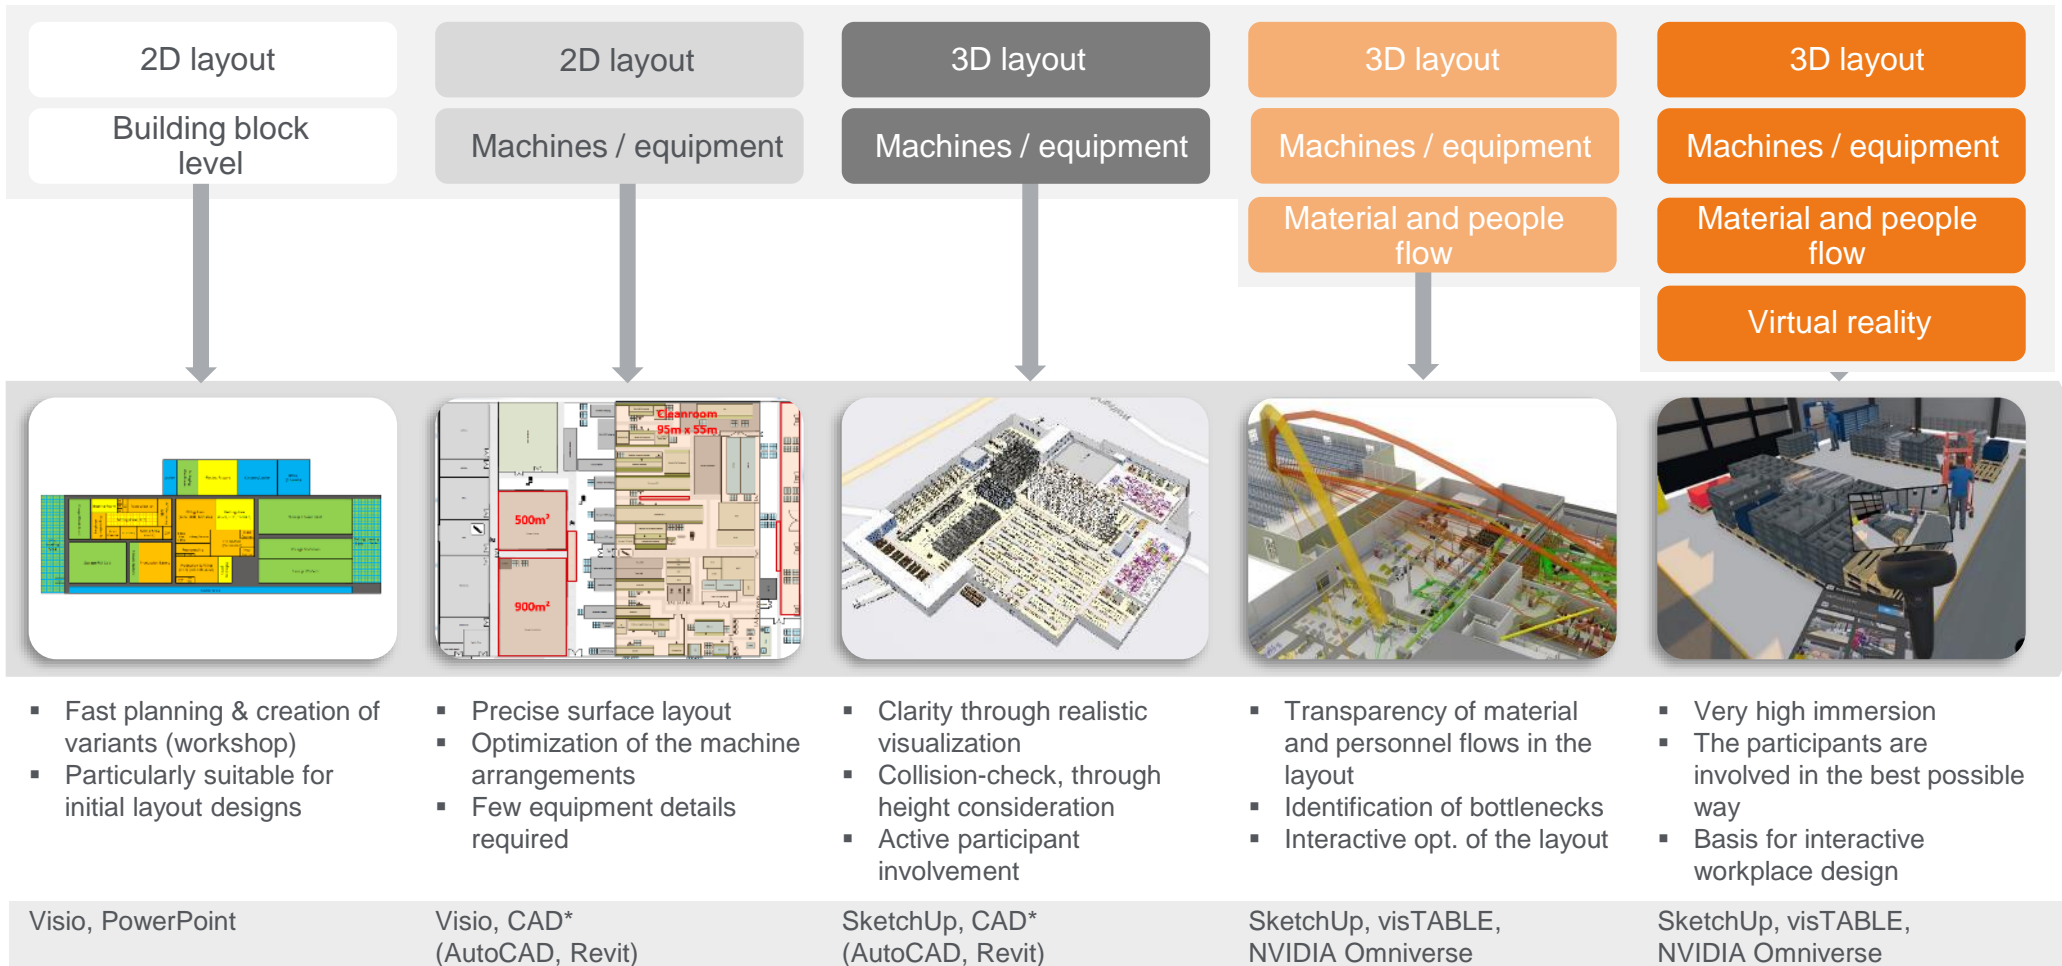 2D layout
2D layout
3D layout
3D layout
3D layout
Building block
level
Machines / equipment
Machines / equipment
Machines / equipment
Machines / equipment
Material and people
flow
Material and people
flow
Virtual reality
Cleanroom
95m x 55m
500m²
900m²
▪ Fast planning & creation of
variants (workshop)
▪ Particularly suitable for
initial layout designs
▪ Precise surface layout
▪ Optimization of the machine
arrangements
▪ Few equipment details
required
▪ Clarity through realistic
visualization
▪ Collision-check, through
height consideration
▪ Active participant
involvement
▪ Transparency of material
and personnel flows in the
layout
▪ Identification of bottlenecks
▪ Interactive opt. of the layout
▪ Very high immersion
▪ The participants are
involved in the best possible
way
▪ Basis for interactive
workplace design
Visio, PowerPoint
Visio, CAD*
(AutoCAD, Revit)
SketchUp, CAD*
(AutoCAD, Revit)
SketchUp, visTABLE,
NVIDIA Omniverse
SketchUp, visTABLE,
NVIDIA Omniverse